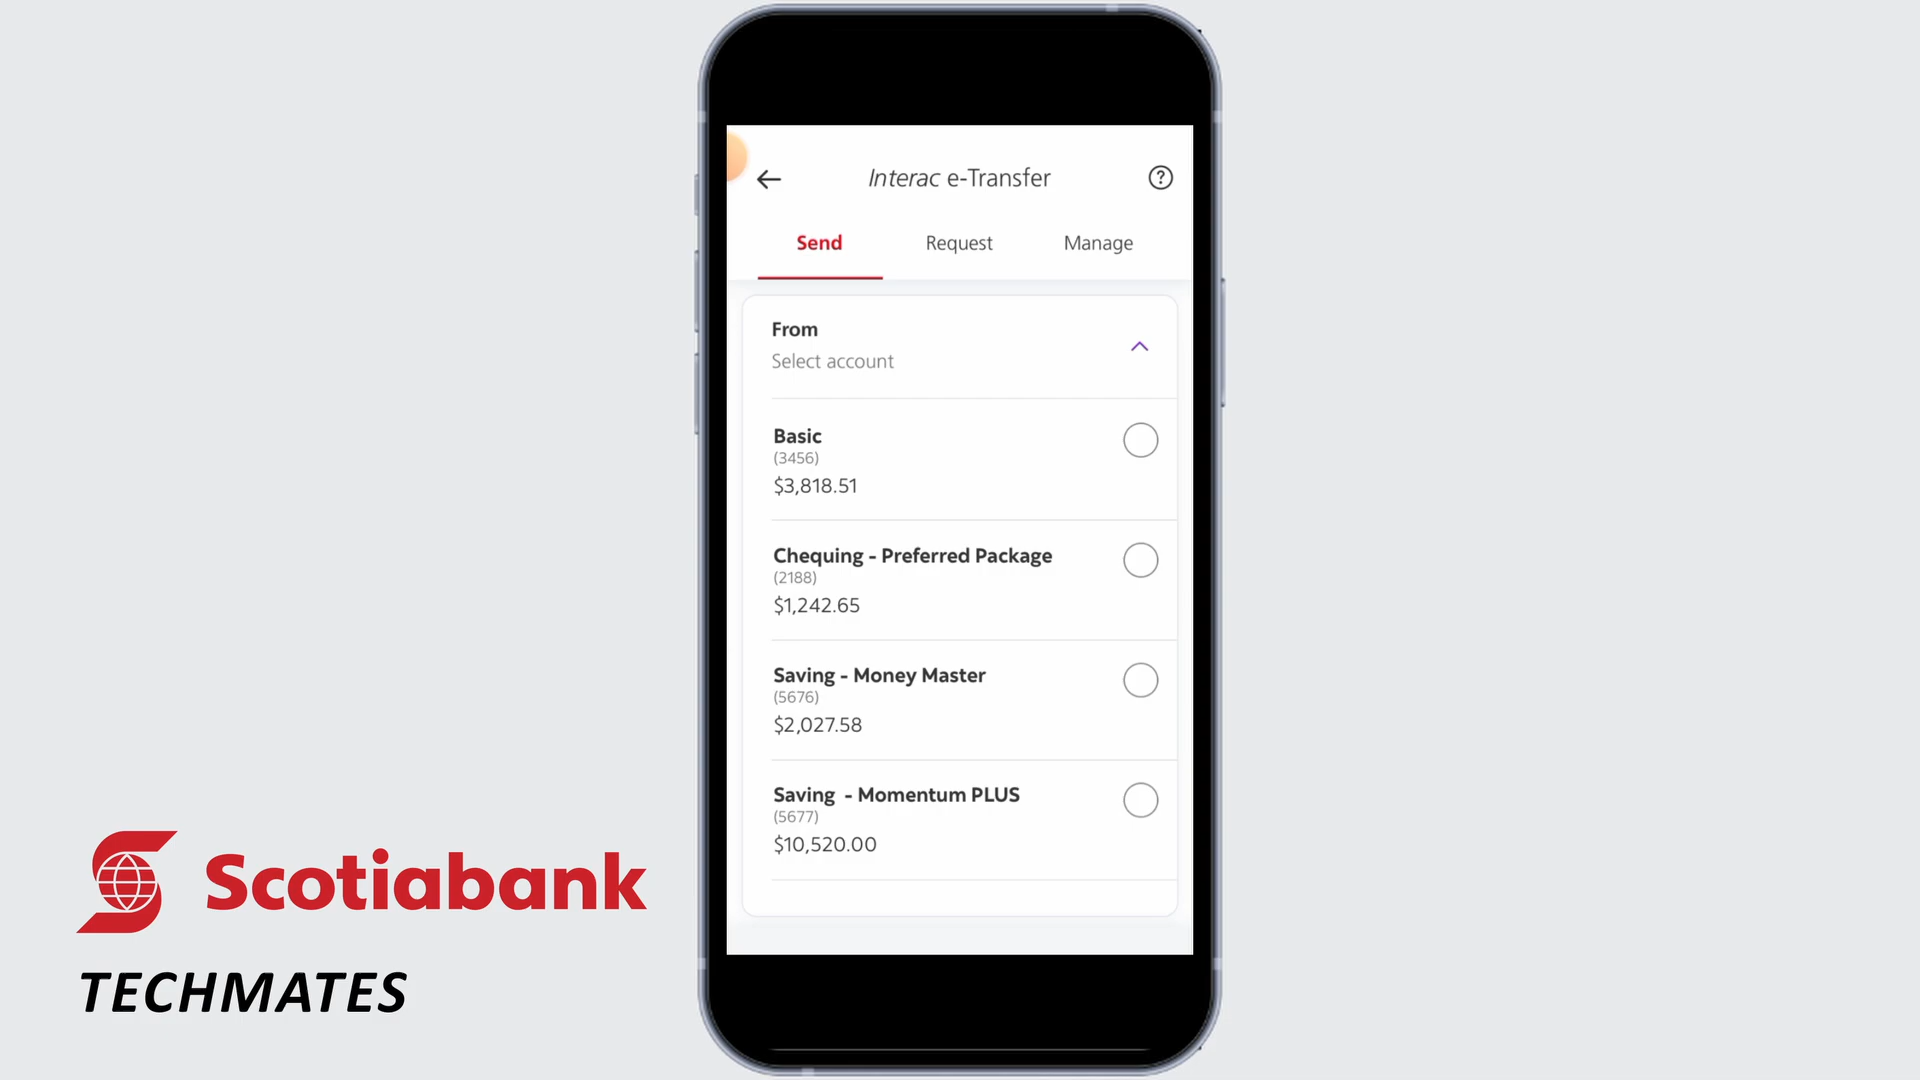 Interac e-Transfer
?
Send
Request
Manage
From
Select account
Basic
(3456)
$3,818.51
Chequing - Preferred Package
(2188)
$1,242.65
Saving - Money Master
(5676)
$2,027.58
Saving - Momentum PLUS
(5677)
$10,520.00
Scotiabank
TECHMATES